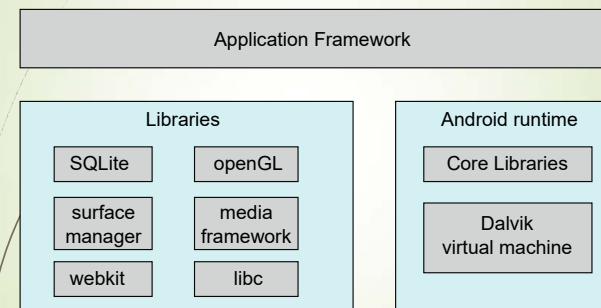 Application Framework
Libraries
SQLite
openGL
surface
manager
media
framework
webkit
libc
Android runtime
Core Libraries
Dalvik
virtual machine